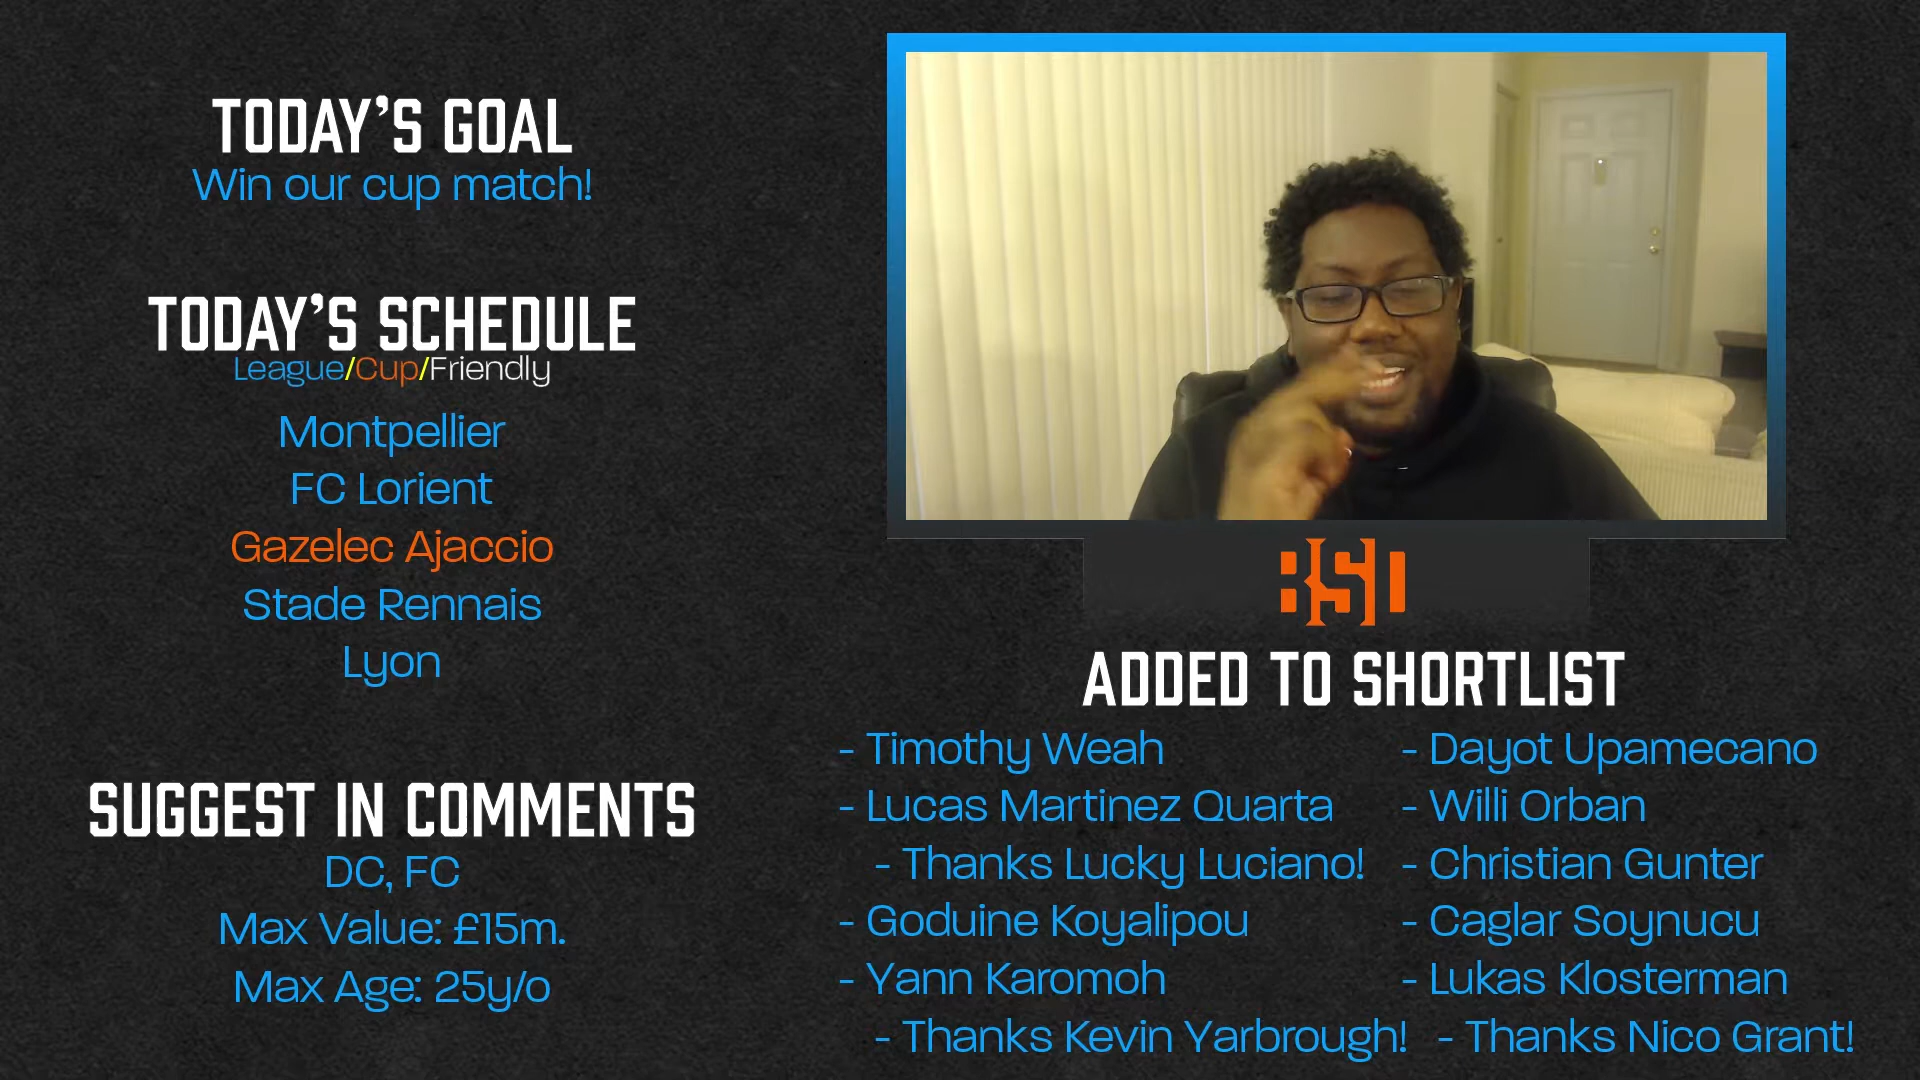 TODAY'S GOAL
Win our cup match!
TODAY'S SCHEDULE
League/Cup/Friendly
Montpellier
FC Lorient
Gazelec Ajaccio
Stade Rennais
Lyon
SUGGEST IN COMMENTS
DC, FC
Max Value: £15m.
Max Age: 25y/o
BSD
ADDED TO SHORTLIST
- Timothy Weah
- Lucas Martinez Quarta
- Thanks Lucky Luciano!
- Goduine Koyalipou
- Yann Karomoh
- Thanks Kevin Yarbrough!
- Dayot Upamecano
- Willi Orban
- Christian Gunter
- Caglar Soynucu
- Lukas Klosterman
- Thanks Nico Grant!